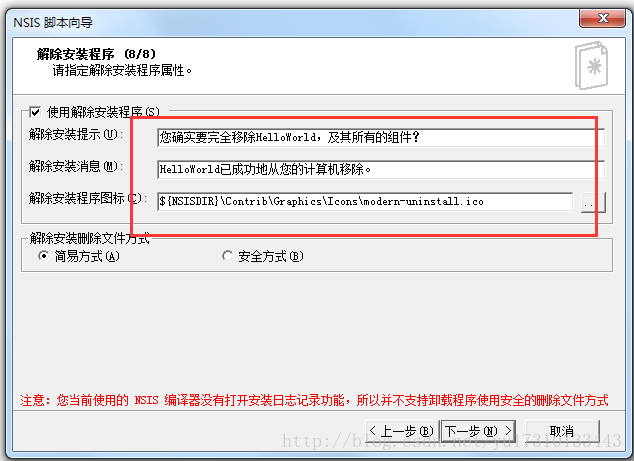 NSIS 脚本向导
解除安装程序 (8/8)
请指定解除安装程序属性。
使用解除安装程序(S)
解除安装提示(U):
您确实要完全移除HelloWorld，及其所有的组件？
解除安装消息(M):
HelloWorld已成功地从您的计算机移除。
解除安装程序图标(C):
${NSISDIR}\Contrib\Graphics\Icons\modern-uninstall.ico
...
解除安装删除文件方式
简易方式(A)
安全方式(B)
注意: 您当前使用的 NSIS 编译器没有打开安装日志记录功能，所以并不支持卸载程序使用安全的删除文件方式
< 上一步(B)
下一步(N) >
取消